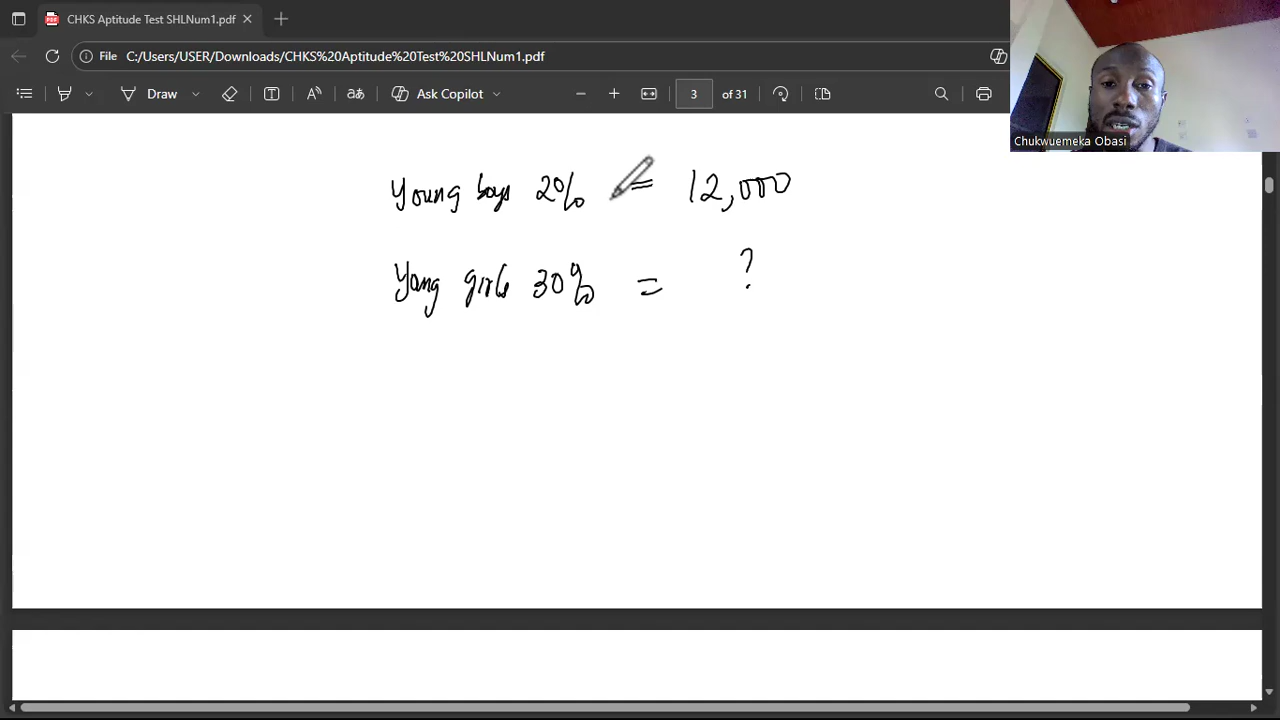 CHKS Aptitude Test SHLNum1.pdf
File C:/Users/USER/Downloads/CHKS%20Aptitude%20Test%20SHLNum1.pdf
Draw Ask Copilot 3 of 31
Chukwuemeka Obasi
Young boys 20% = 12,000
Yong girls 30% = ?